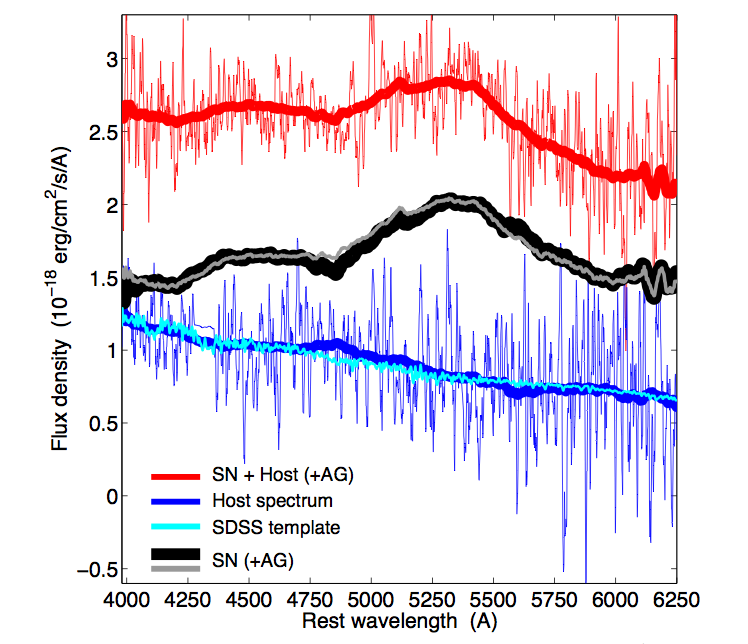 3
2.5
2
1.5
1
0.5
0
−0.5
Flux density (10⁻¹⁸ erg/cm²/s/A)
SN + Host (+AG)
Host spectrum
SDSS template
SN (+AG)
4000 4250 4500 4750 5000 5250 5500 5750 6000 6250
Rest wavelength (A)